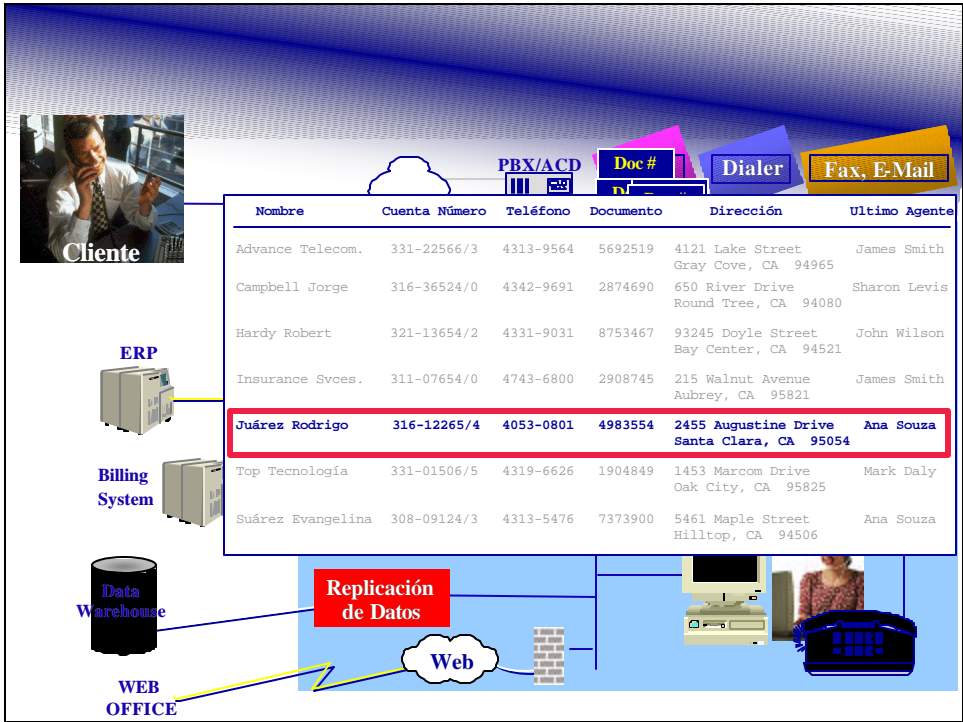 PBX/ACD
Doc #
Dialer
Fax, E-Mail
Cliente
Nombre Cuenta Número Teléfono Documento Dirección Ultimo Agente
Advance Telecom. 331-22566/3 4313-9564 5692519 4121 Lake Street James Smith
Gray Cove, CA 94965
Campbell Jorge 316-36524/0 4342-9691 2874690 650 River Drive Sharon Levis
Round Tree, CA 94080
Hardy Robert 321-13654/2 4331-9031 8753467 93245 Doyle Street John Wilson
Bay Center, CA 94521
Insurance Svces. 311-07654/0 4743-6800 2908745 215 Walnut Avenue James Smith
Aubrey, CA 95821
Juárez Rodrigo 316-12265/4 4053-0801 4983554 2455 Augustine Drive Ana Souza
Santa Clara, CA 95054
Top Tecnología 331-01506/5 4319-6626 1904849 1453 Marcom Drive Mark Daly
Oak City, CA 95825
Suárez Evangelina 308-09124/3 4313-5476 7373900 5461 Maple Street Ana Souza
Hilltop, CA 94506
ERP
Billing
System
Data
Warehouse
Replicación
de Datos
Web
WEB
OFFICE